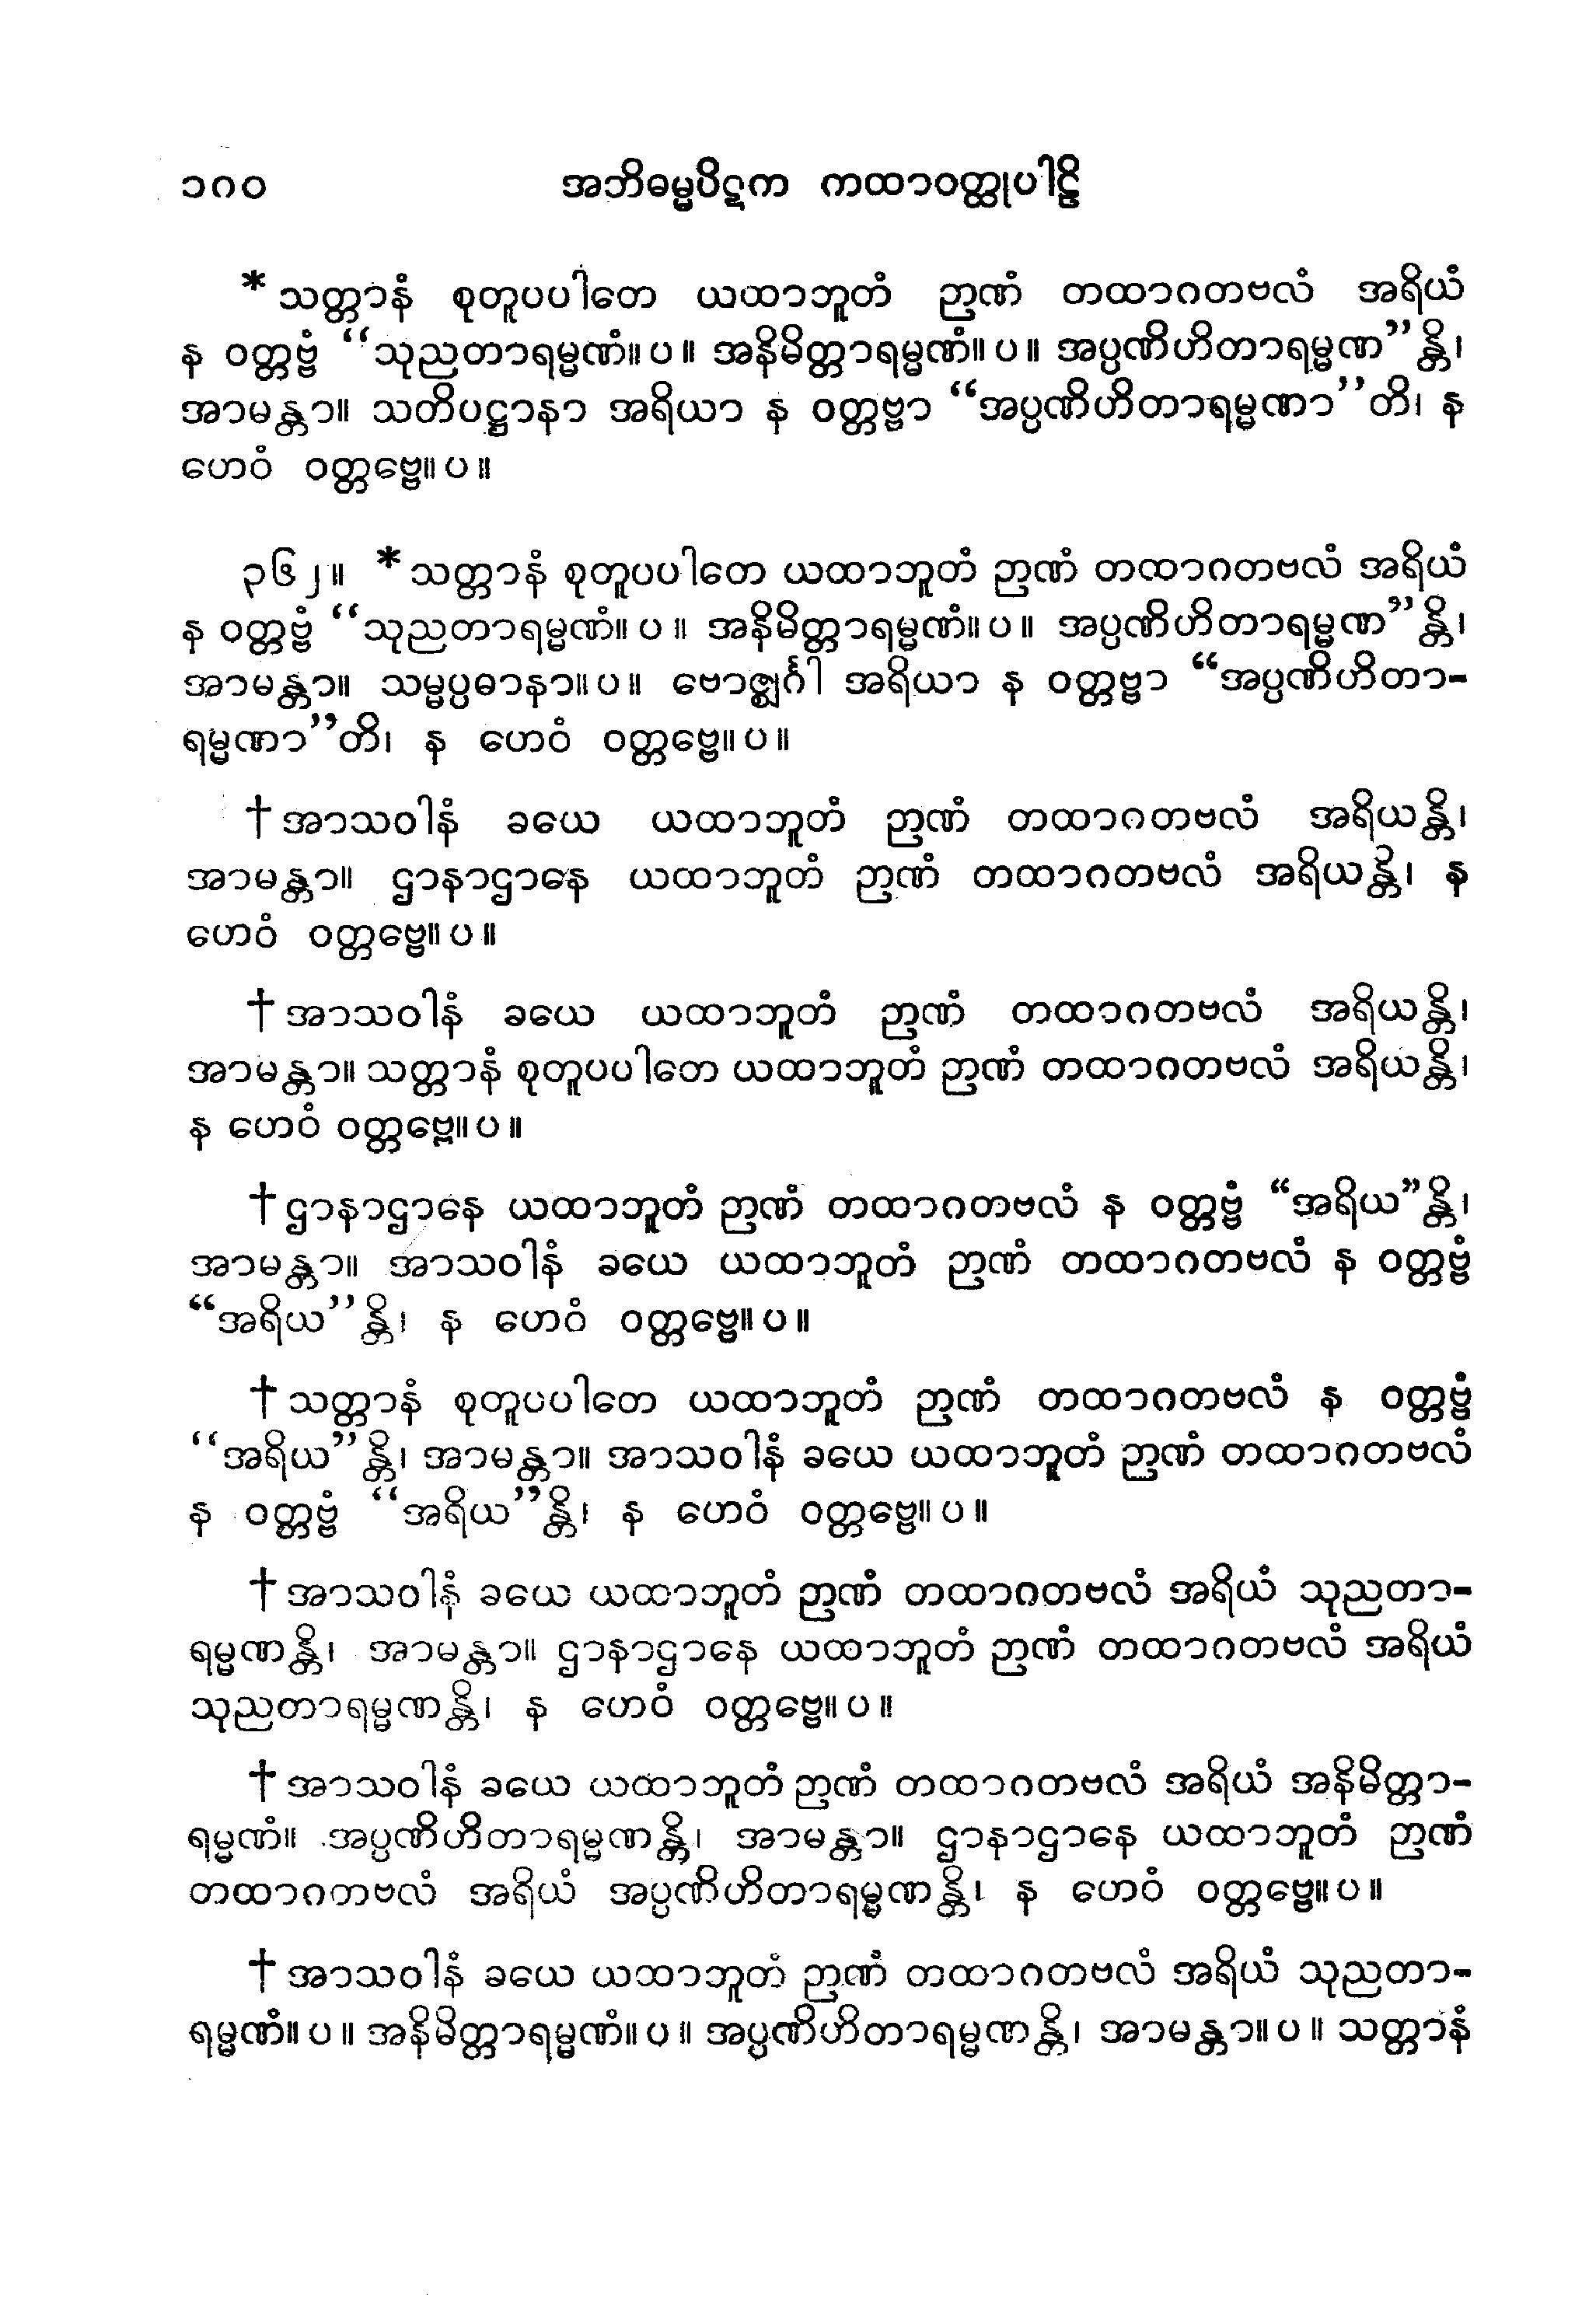 ၁၈၀ အဘိဓမ္မပိဋက ကထာဝတ္ထုပါဠိ
*သတ္တာနံ စုတူပပါတေ ယထာဘူတံ ဉာဏံ တထာဂတဗလံ အရိယံ
န ဝတ္တဗ္ဗံ “သုညတာရမ္မဏံ။ပ။ အနိမိတ္တာရမ္မဏံ။ပ။ အပ္ပဏိဟိတာရမ္မဏ”န္တိ၊
အာမန္တာ။ သတိပဋ္ဌာနာ အရိယာ န ဝတ္တဗ္ဗာ “အပ္ပဏိဟိတာရမ္မဏာ”တိ၊ န
ဟေဝံ ဝတ္တဗ္ဗေ။ပ။
၃၆၂။ *သတ္တာနံ စုတူပပါတေ ယထာဘူတံ ဉာဏံ တထာဂတဗလံ အရိယံ
န ဝတ္တဗ္ဗံ “သုညတာရမ္မဏံ။ပ။ အနိမိတ္တာရမ္မဏံ။ပ။ အပ္ပဏိဟိတာရမ္မဏ”န္တိ၊
အာမန္တာ။ သမ္မပ္ပဓာနာ။ပ။ ဗောဇ္ဈင်္ဂါ အရိယာ န ဝတ္တဗ္ဗာ “အပ္ပဏိဟိတာ-
ရမ္မဏာ”တိ၊ န ဟေဝံ ဝတ္တဗ္ဗေ။ပ။
†အာသဝါနံ ခယေ ယထာဘူတံ ဉာဏံ တထာဂတဗလံ အရိယန္တိ၊
အာမန္တာ။ ဌာနာဌာနေ ယထာဘူတံ ဉာဏံ တထာဂတဗလံ အရိယန္တိ၊ န
ဟေဝံ ဝတ္တဗ္ဗေ။ပ။
†အာသဝါနံ ခယေ ယထာဘူတံ ဉာဏံ တထာဂတဗလံ အရိယန္တိ၊
အာမန္တာ။ သတ္တာနံ စုတူပပါတေ ယထာဘူတံ ဉာဏံ တထာဂတဗလံ အရိယန္တိ၊
န ဟေဝံ ဝတ္တဗ္ဗေ။ပ။
†ဌာနာဌာနေ ယထာဘူတံ ဉာဏံ တထာဂတဗလံ န ဝတ္တဗ္ဗံ “အရိယ”န္တိ၊
အာမန္တာ။ အာသဝါနံ ခယေ ယထာဘူတံ ဉာဏံ တထာဂတဗလံ န ဝတ္တဗ္ဗံ
“အရိယ”န္တိ၊ န ဟေဝံ ဝတ္တဗ္ဗေ။ပ။
†သတ္တာနံ စုတူပပါတေ ယထာဘူတံ ဉာဏံ တထာဂတဗလံ န ဝတ္တဗ္ဗံ
“အရိယ”န္တိ၊ အာမန္တာ။ အာသဝါနံ ခယေ ယထာဘူတံ ဉာဏံ တထာဂတဗလံ
န ဝတ္တဗ္ဗံ “အရိယ”န္တိ၊ န ဟေဝံ ဝတ္တဗ္ဗေ။ပ။
†အာသဝါနံ ခယေ ယထာဘူတံ ဉာဏံ တထာဂတဗလံ အရိယံ သုညတာ-
ရမ္မဏန္တိ၊ အာမန္တာ။ ဌာနာဌာနေ ယထာဘူတံ ဉာဏံ တထာဂတဗလံ အရိယံ
သုညတာရမ္မဏန္တိ၊ န ဟေဝံ ဝတ္တဗ္ဗေ။ပ။
†အာသဝါနံ ခယေ ယထာဘူတံ ဉာဏံ တထာဂတဗလံ အရိယံ အနိမိတ္တာ-
ရမ္မဏံ။ အပ္ပဏိဟိတာရမ္မဏန္တိ၊ အာမန္တာ။ ဌာနာဌာနေ ယထာဘူတံ ဉာဏံ
တထာဂတဗလံ အရိယံ အပ္ပဏိဟိတာရမ္မဏန္တိ၊ န ဟေဝံ ဝတ္တဗ္ဗေ။ပ။
†အာသဝါနံ ခယေ ယထာဘူတံ ဉာဏံ တထာဂတဗလံ အရိယံ သုညတာ-
ရမ္မဏံ။ပ။ အနိမိတ္တာရမ္မဏံ။ပ။ အပ္ပဏိဟိတာရမ္မဏန္တိ၊ အာမန္တာ။ပ။ သတ္တာနံ